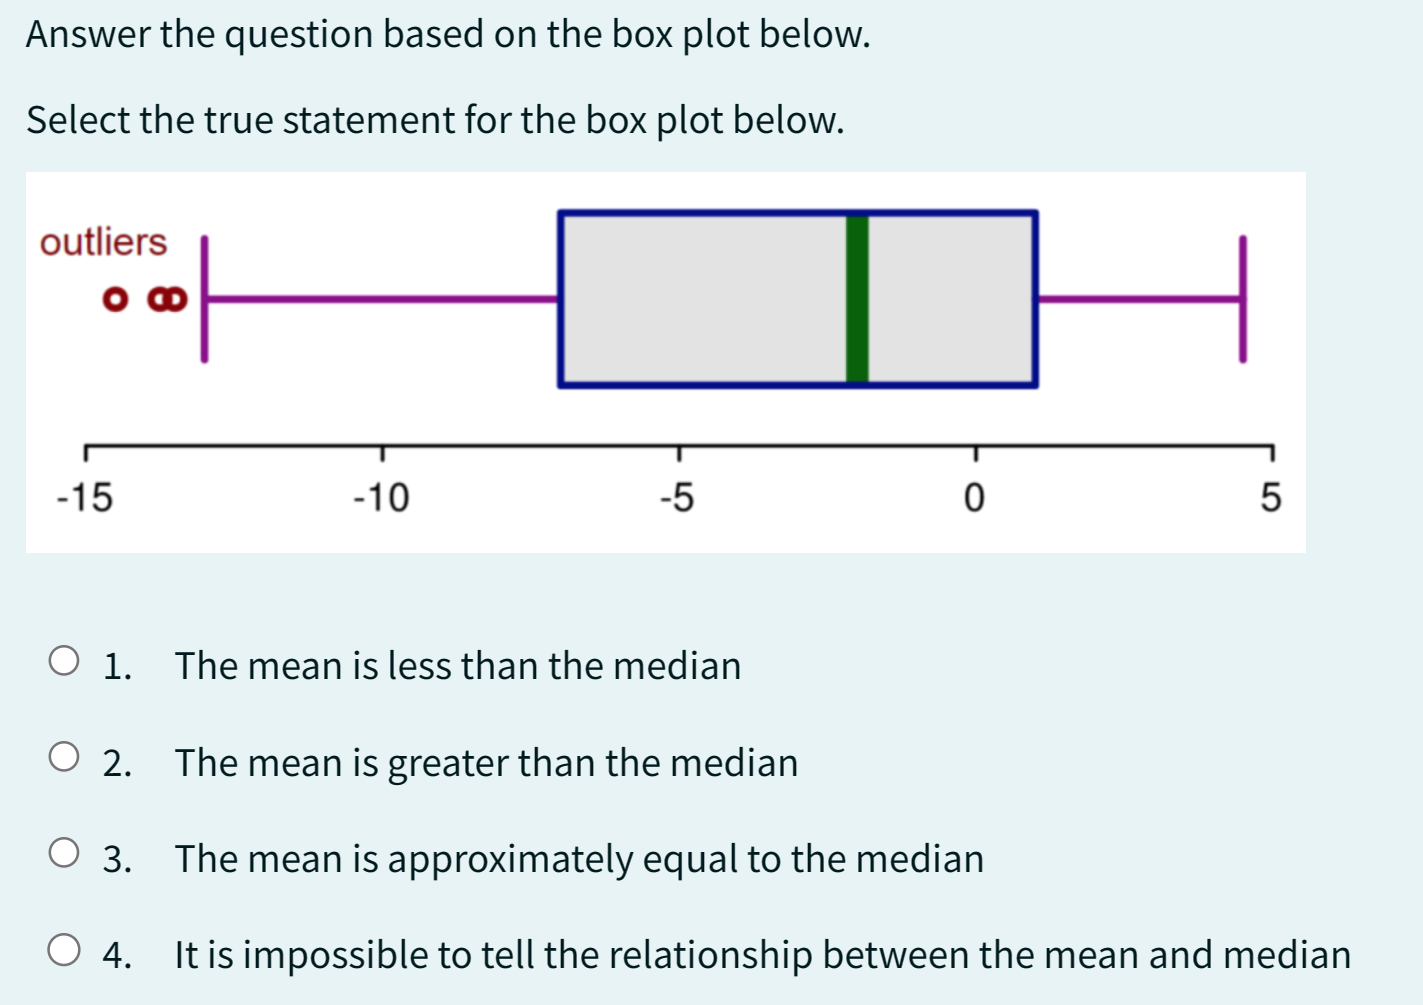 Answer the question based on the box plot below.
Select the true statement for the box plot below.
outliers
-15 -10 -5 0 5
1. The mean is less than the median
2. The mean is greater than the median
3. The mean is approximately equal to the median
4. It is impossible to tell the relationship between the mean and median